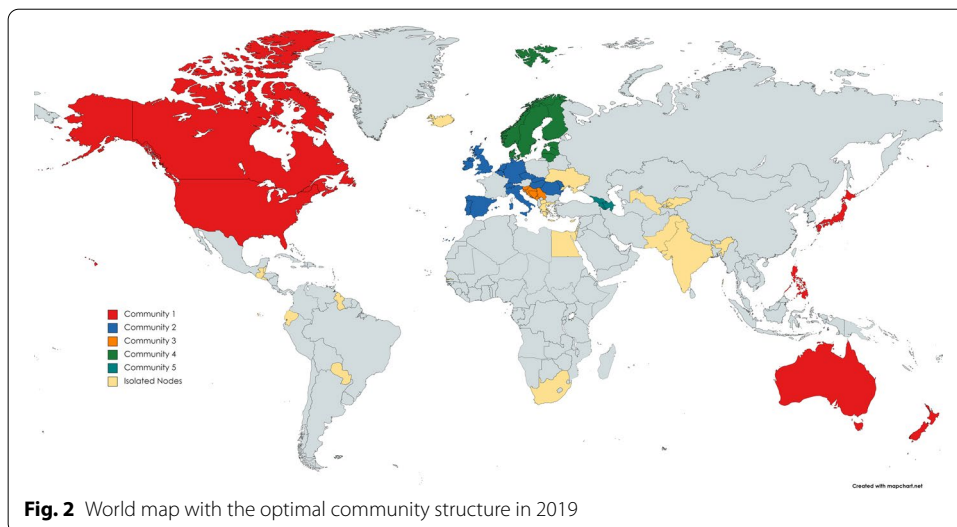 Community 1
Community 2
Community 3
Community 4
Community 5
Isolated Nodes
Created with mapchart.net
Fig. 2 World map with the optimal community structure in 2019